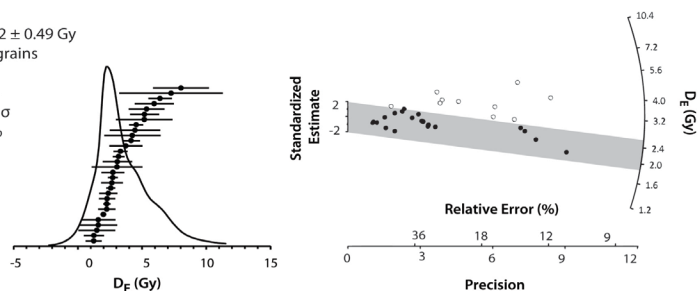 2 ± 0.49 Gy
grains
σ
-5 0 5 10 15
D_E (Gy)
Standardized
Estimate
2
-2
10.4
7.2
5.6
4.0
3.2
2.4
2.0
1.6
1.2
D_E (Gy)
Relative Error (%)
36 18 12 9
0 3 6 9 12
Precision